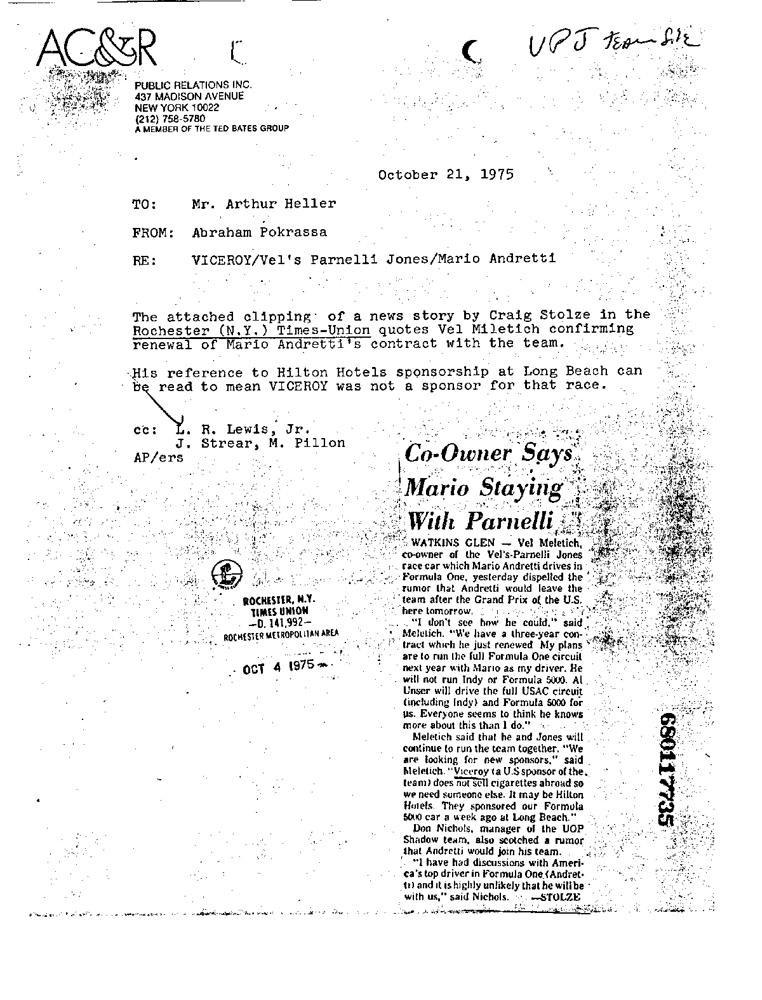 AC&R
PUBLIC RELATIONS INC.
437 MADISON AVENUE
NEW YORK 10022
(212) 758-5780
A MEMBER OF THE TED BATES GROUP
October 21, 1975
TO: Mr. Arthur Heller
FROM: Abraham Pokrassa
RE: VICEROY/Vel's Parnelli Jones/Mario Andretti
The attached clipping of a news story by Craig Stolze in the
Rochester (N.Y.) Times-Union quotes Vel Miletich confirming
renewal of Mario Andretti's contract with the team.
His reference to Hilton Hotels sponsorship at Long Beach can
be read to mean VICEROY was not a sponsor for that race.
cc: L. R. Lewis, Jr.
J. Strear, M. Pillon
AP/ers
ROCHESTER, N.Y.
TIMES UNION
—D. 141,992—
ROCHESTER METROPOLITAN AREA
OCT 4 1975
Co-Owner Says
Mario Staying
With Parnelli
WATKINS GLEN — Vel Meletich,
co-owner of the Vel's-Parnelli Jones
race car which Mario Andretti drives in
Formula One, yesterday dispelled the
rumor that Andretti would leave the
team after the Grand Prix of the U.S.
here tomorrow.
"I don't see how he could," said
Meletich. "We have a three-year con-
tract which he just renewed My plans
are to run the full Formula One circuit
next year with Mario as my driver. He
will not run Indy or Formula 5000. Al
Unser will drive the full USAC circuit
(including Indy) and Formula 5000 for
us. Everyone seems to think he knows
more about this than I do."
Meletich said that he and Jones will
continue to run the team together. "We
are looking for new sponsors," said
Meletich. "Viceroy (a U.S sponsor of the
team) does not sell cigarettes abroad so
we need someone else. It may be Hilton
Hotels. They sponsored our Formula
5000 car a week ago at Long Beach."
Don Nichols, manager of the UOP
Shadow team, also scotched a rumor
that Andretti would join his team.
"I have had discussions with Ameri-
ca's top driver in Formula One (Andret-
ti) and it is highly unlikely that he will be
with us," said Nichols. —STOLZE
680117735